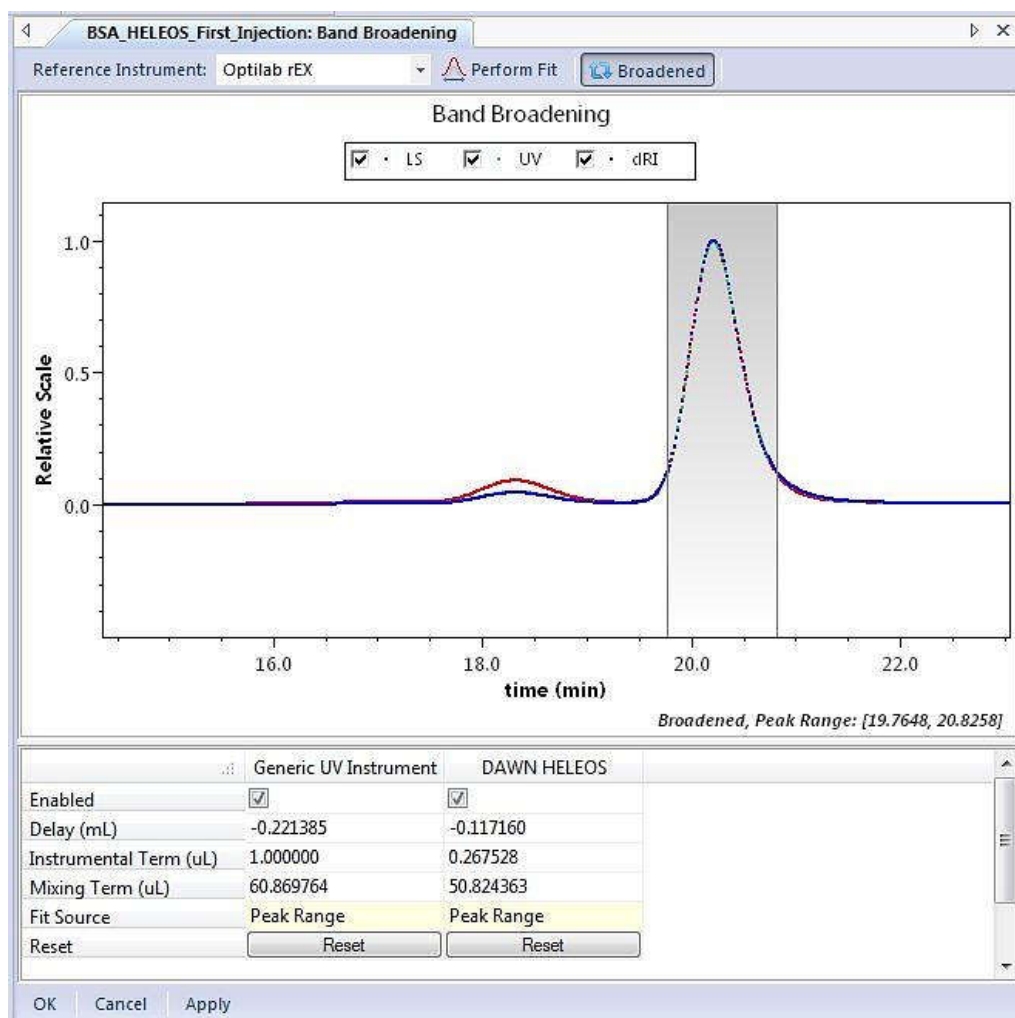 BSA_HELEOS_First_Injection: Band Broadening
Reference Instrument: Optilab rEX Perform Fit Broadened
Band Broadening
LS UV dRI
1.0
0.5
0.0
Relative Scale
16.0 18.0 20.0 22.0
time (min)
Broadened, Peak Range: [19.7648, 20.8258]
Generic UV Instrument DAWN HELEOS
Enabled
Delay (mL) -0.221385 -0.117160
Instrumental Term (uL) 1.000000 0.267528
Mixing Term (uL) 60.869764 50.824363
Fit Source Peak Range Peak Range
Reset Reset Reset
OK Cancel Apply